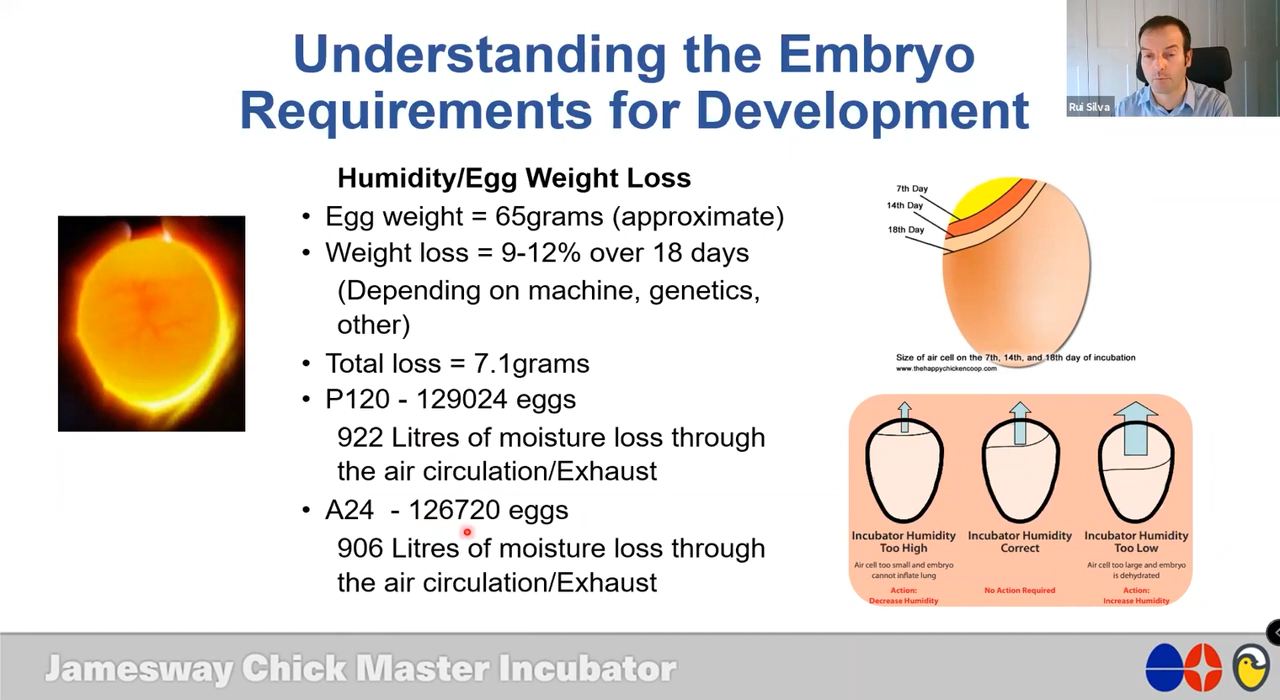 Understanding the Embryo
Requirements for Development
Rui Silva
Humidity/Egg Weight Loss
• Egg weight = 65grams (approximate)
• Weight loss = 9-12% over 18 days
(Depending on machine, genetics,
other)
• Total loss = 7.1grams
• P120 - 129024 eggs
922 Litres of moisture loss through
the air circulation/Exhaust
• A24 - 126720 eggs
906 Litres of moisture loss through
the air circulation/Exhaust
7th Day
14th Day
18th Day
Size of air cell on the 7th, 14th, and 18th day of incubation
www.thehappychickencoop.com
Incubator Humidity
Too High
Air cell too small and embryo
cannot inflate lung
Action:
Decrease Humidity
Incubator Humidity
Correct
No Action Required
Incubator Humidity
Too Low
Air cell too large and embryo
is dehydrated
Action:
Increase Humidity
Jamesway Chick Master Incubator